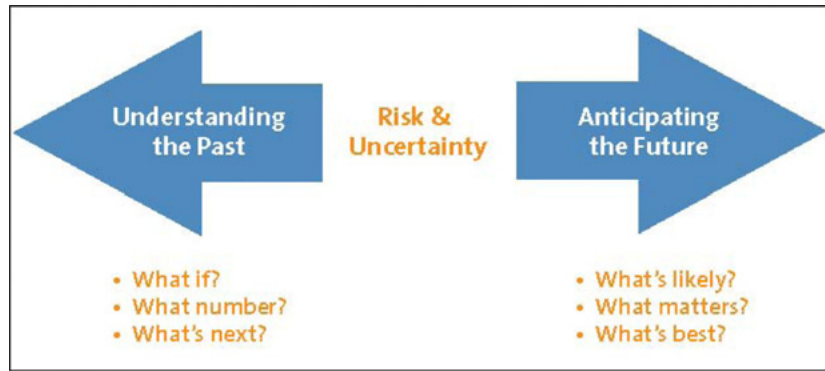 Understanding
the Past
Risk &
Uncertainty
Anticipating
the Future
• What if?
• What number?
• What's next?
• What's likely?
• What matters?
• What's best?